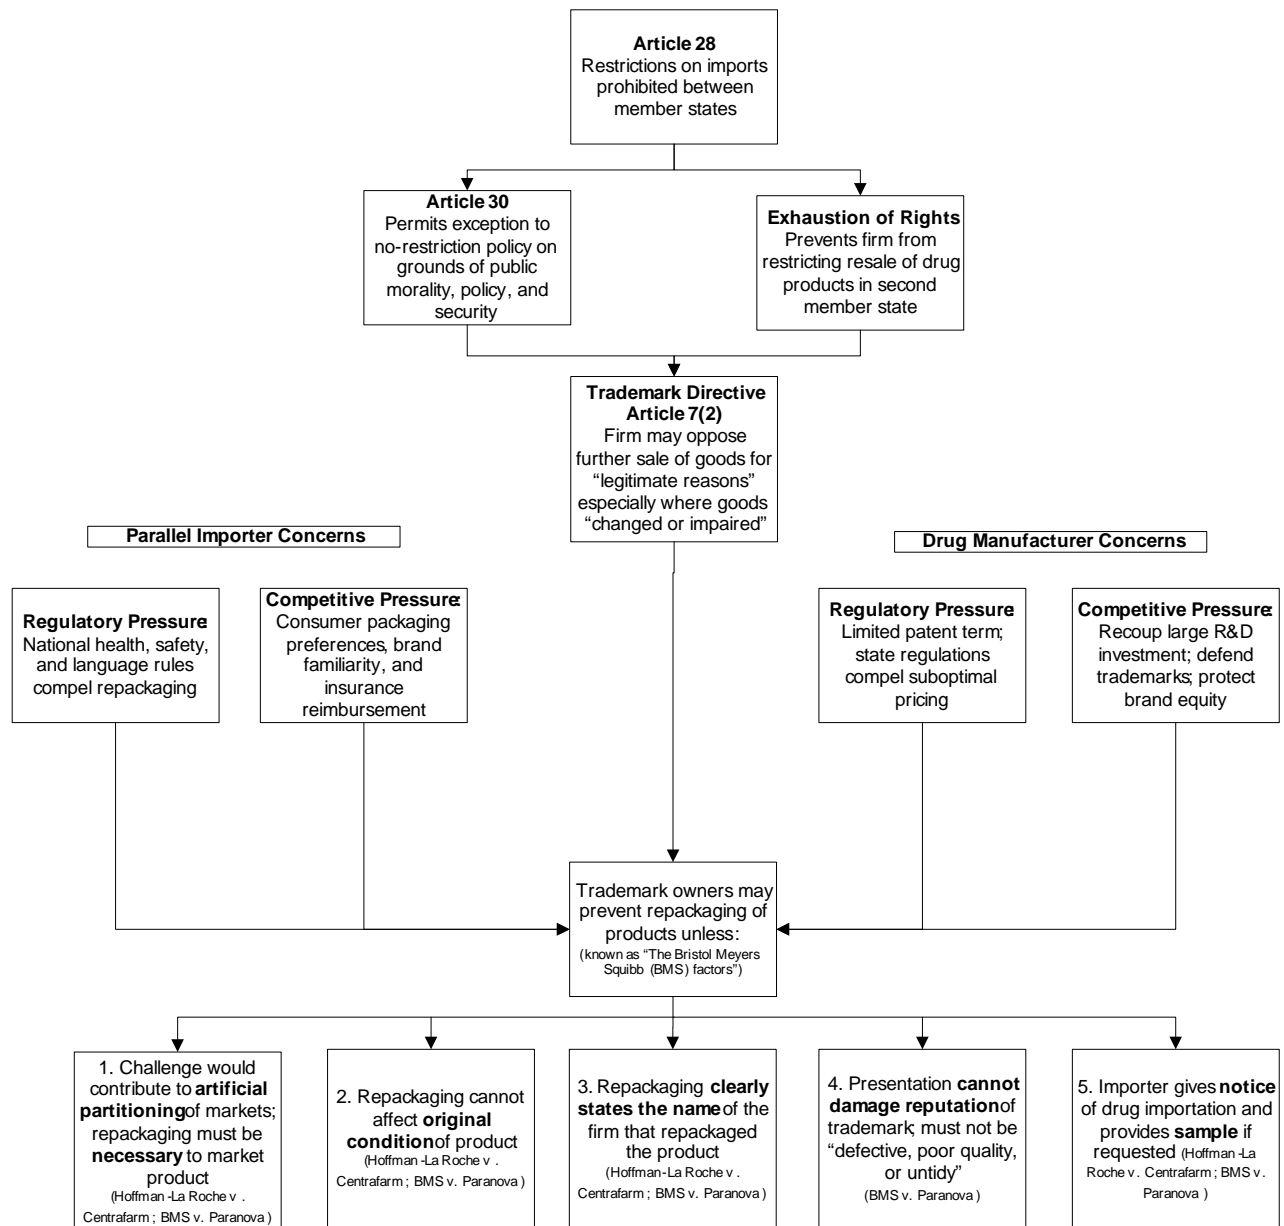 Article 28
Restrictions on imports
prohibited between
member states
Article 30
Permits exception to
no-restriction policy on
grounds of public
morality, policy, and
security
Exhaustion of Rights
Prevents firm from
restricting resale of drug
products in second
member state
Trademark Directive
Article 7(2)
Firm may oppose
further sale of goods for
“legitimate reasons”
especially where goods
“changed or impaired”
Parallel Importer Concerns
Drug Manufacturer Concerns
Regulatory Pressure:
National health, safety,
and language rules
compel repackaging
Competitive Pressure:
Consumer packaging
preferences, brand
familiarity, and
insurance
reimbursement
Regulatory Pressure:
Limited patent term;
state regulations
compel suboptimal
pricing
Competitive Pressure:
Recoup large R&D
investment; defend
trademarks; protect
brand equity
Trademark owners may
prevent repackaging of
products unless:
(known as “The Bristol Meyers
Squibb (BMS) factors”)
1. Challenge would
contribute to artificial
partitioning of markets;
repackaging must be
necessary to market
product
(Hoffman-La Roche v.
Centrafarm; BMS v. Paranova)
2. Repackaging cannot
affect original
condition of product
(Hoffman-La Roche v.
Centrafarm; BMS v. Paranova)
3. Repackaging clearly
states the name of the
firm that repackaged
the product
(Hoffman-La Roche v.
Centrafarm; BMS v. Paranova)
4. Presentation cannot
damage reputation of
trademark; must not be
“defective, poor quality,
or untidy”
(BMS v. Paranova)
5. Importer gives notice
of drug importation and
provides sample if
requested (Hoffman-La
Roche v. Centrafarm; BMS v.
Paranova)